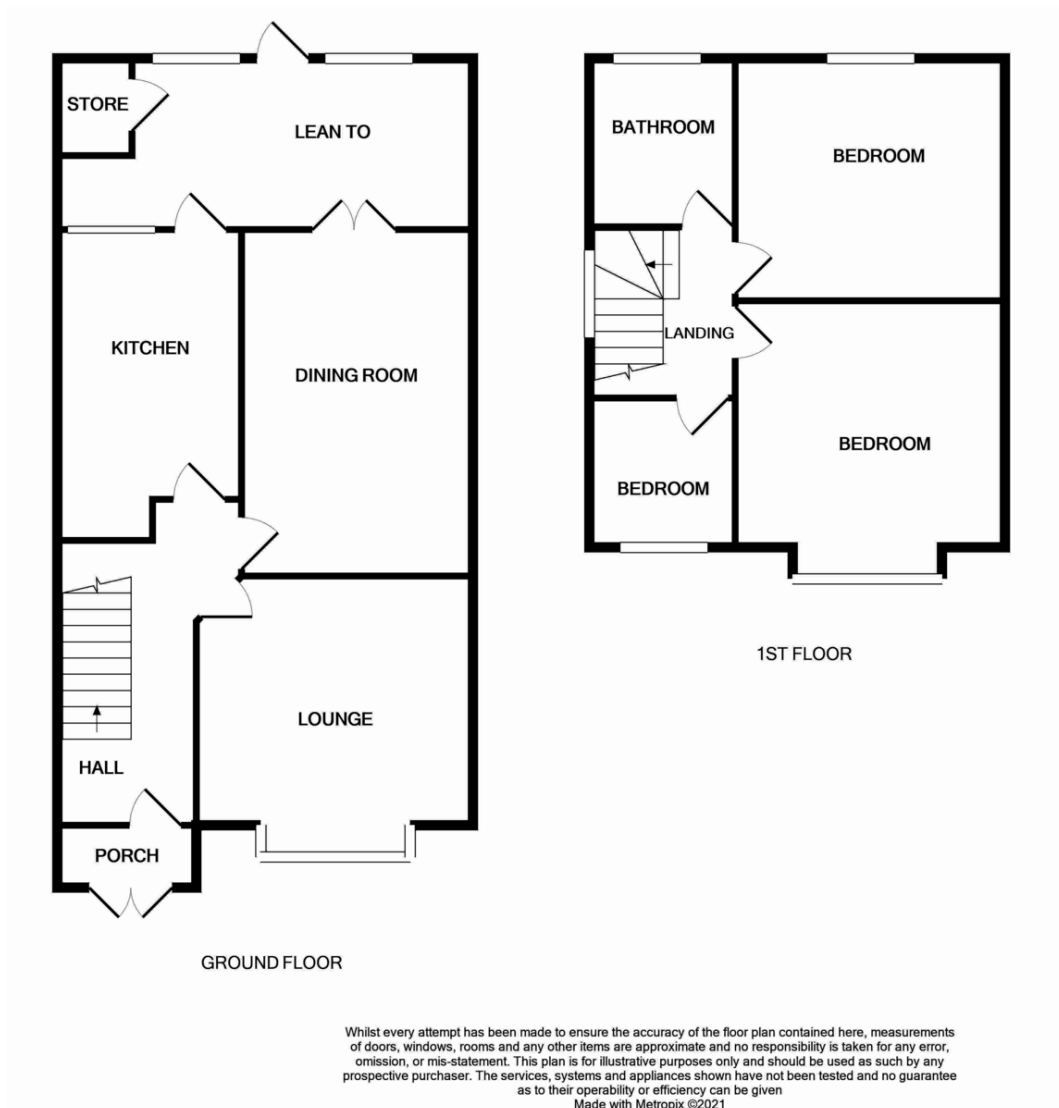 STORE
LEAN TO
KITCHEN
DINING ROOM
LOUNGE
HALL
PORCH
GROUND FLOOR
BATHROOM
BEDROOM
LANDING
BEDROOM
BEDROOM
1ST FLOOR
Whilst every attempt has been made to ensure the accuracy of the floor plan contained here, measurements
of doors, windows, rooms and any other items are approximate and no responsibility is taken for any error,
omission, or mis-statement. This plan is for illustrative purposes only and should be used as such by any
prospective purchaser. The services, systems and appliances shown have not been tested and no guarantee
as to their operability or efficiency can be given
Made with Metropix ©2021